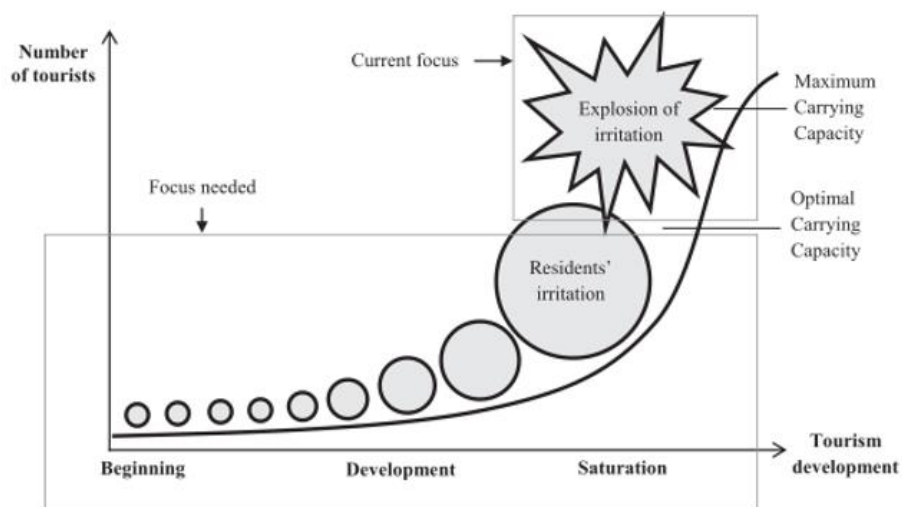 Number
of tourists
Current focus
Explosion of
irritation
Maximum
Carrying
Capacity
Focus needed
Optimal
Carrying
Capacity
Residents’
irritation
Beginning
Development
Saturation
Tourism
development